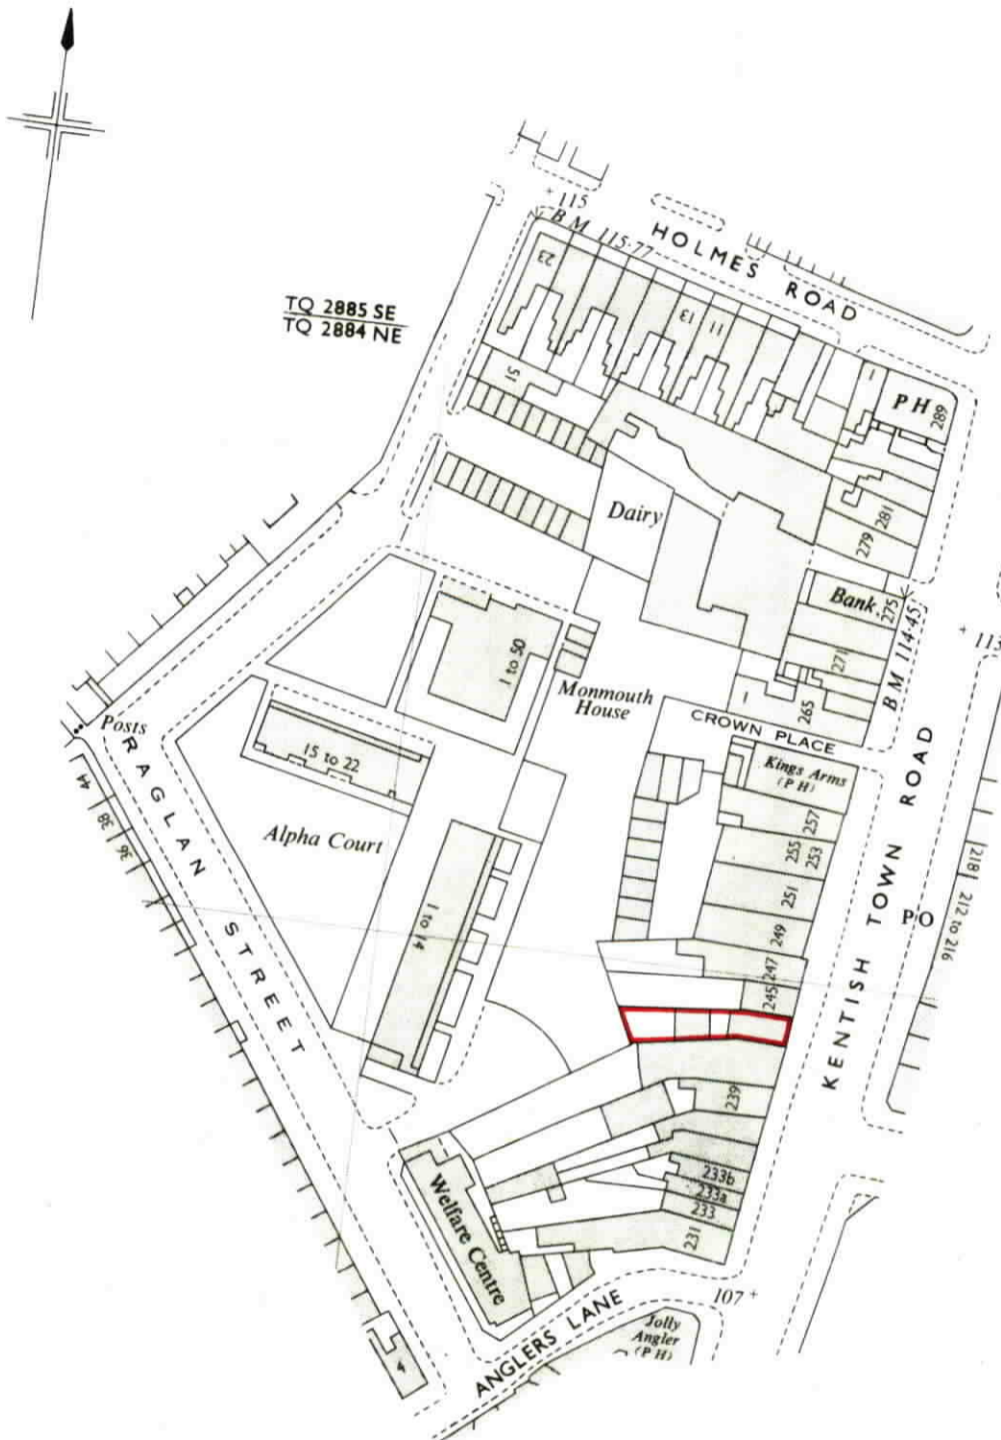 + 115
B M 115·77
HOLMES ROAD
TQ 2885 SE
TQ 2884 NE
23
13
11
1
P H
289
51
Dairy
281
279
Bank
275
B M 114·45
+ 113
271
1 to 50
Monmouth
House
1
265
CROWN PLACE
Posts
RAGLAN STREET
15 to 22
Kings Arms
(P H)
257
44
38
36
Alpha Court
255
253
218
KENTISH TOWN ROAD
251
1 to 14
PO
212 to 216
249
247
245
239
233b
233a
233
231
Welfare Centre
107 +
ANGLERS LANE
Jolly
Angler
(P H)